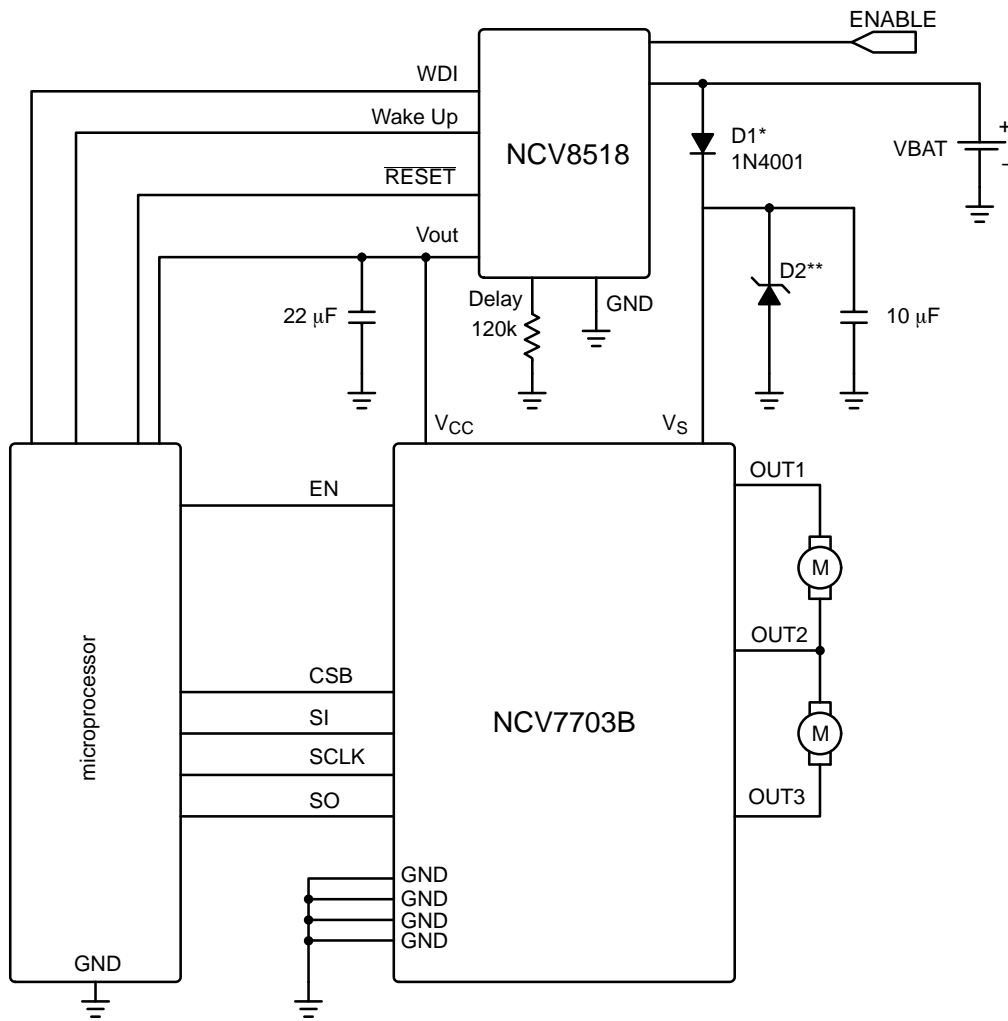 ENABLE
WDI
Wake Up
RESET
Vout
NCV8518
D1*
1N4001
VBAT
+
−
D2**
22 μF
Delay
120k
GND
10 μF
VCC
VS
EN
OUT1
M
OUT2
CSB
SI
SCLK
SO
microprocessor
NCV7703B
M
OUT3
GND
GND
GND
GND
GND